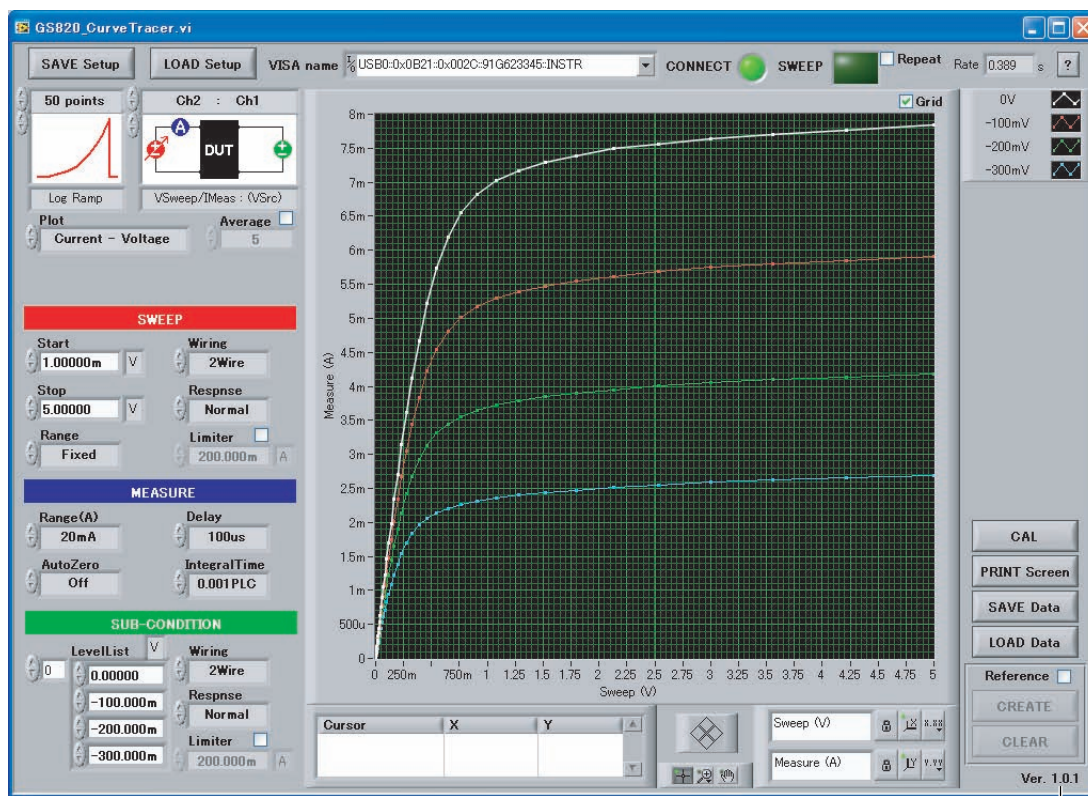 GS820_CurveTracer.vi
SAVE Setup LOAD Setup VISA name I/O USB0::0x0B21::0x002C::91G623345::INSTR CONNECT SWEEP Repeat Rate 0.389 s ?
50 points Ch2 : Ch1
A DUT
Log Ramp VSweep/IMeas : (VSrc)
Plot Average
Current - Voltage 5
SWEEP
Start Wiring
1.00000m V 2Wire
Stop Respnse
5.00000 V Normal
Range Limiter
Fixed 200.000m A
MEASURE
Range(A) Delay
20mA 100us
AutoZero IntegralTime
Off 0.001PLC
SUB-CONDITION
LevelList V Wiring
0 0.00000 2Wire
-100.000m Respnse
-200.000m Normal
-300.000m Limiter
200.000m A
Grid
8m
7.5m
7m
6.5m
6m
5.5m
5m
4.5m
4m
3.5m
3m
2.5m
2m
1.5m
1m
500u
0
Measure (A)
0 250m 750m 1 1.25 1.5 1.75 2 2.25 2.5 2.75 3 3.25 3.5 3.75 4 4.25 4.5 4.75 5
Sweep (V)
Cursor X Y
Sweep (V) X X.XX
Measure (A) Y Y.YY
0V
-100mV
-200mV
-300mV
CAL
PRINT Screen
SAVE Data
LOAD Data
Reference
CREATE
CLEAR
Ver. 1.0.1